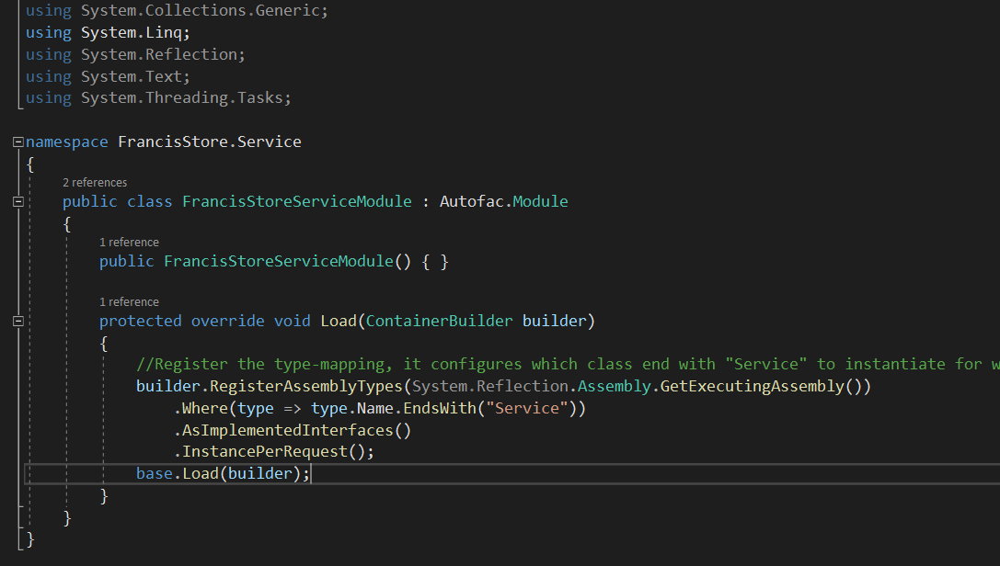 using System.Collections.Generic;
using System.Linq;
using System.Reflection;
using System.Text;
using System.Threading.Tasks;
namespace FrancisStore.Service
{
2 references
public class FrancisStoreServiceModule : Autofac.Module
{
1 reference
public FrancisStoreServiceModule() { }
1 reference
protected override void Load(ContainerBuilder builder)
{
//Register the type-mapping, it configures which class end with "Service" to instantiate for
builder.RegisterAssemblyTypes(System.Reflection.Assembly.GetExecutingAssembly())
.Where(type => type.Name.EndsWith("Service"))
.AsImplementedInterfaces()
.InstancePerRequest();
base.Load(builder);
}
}
}